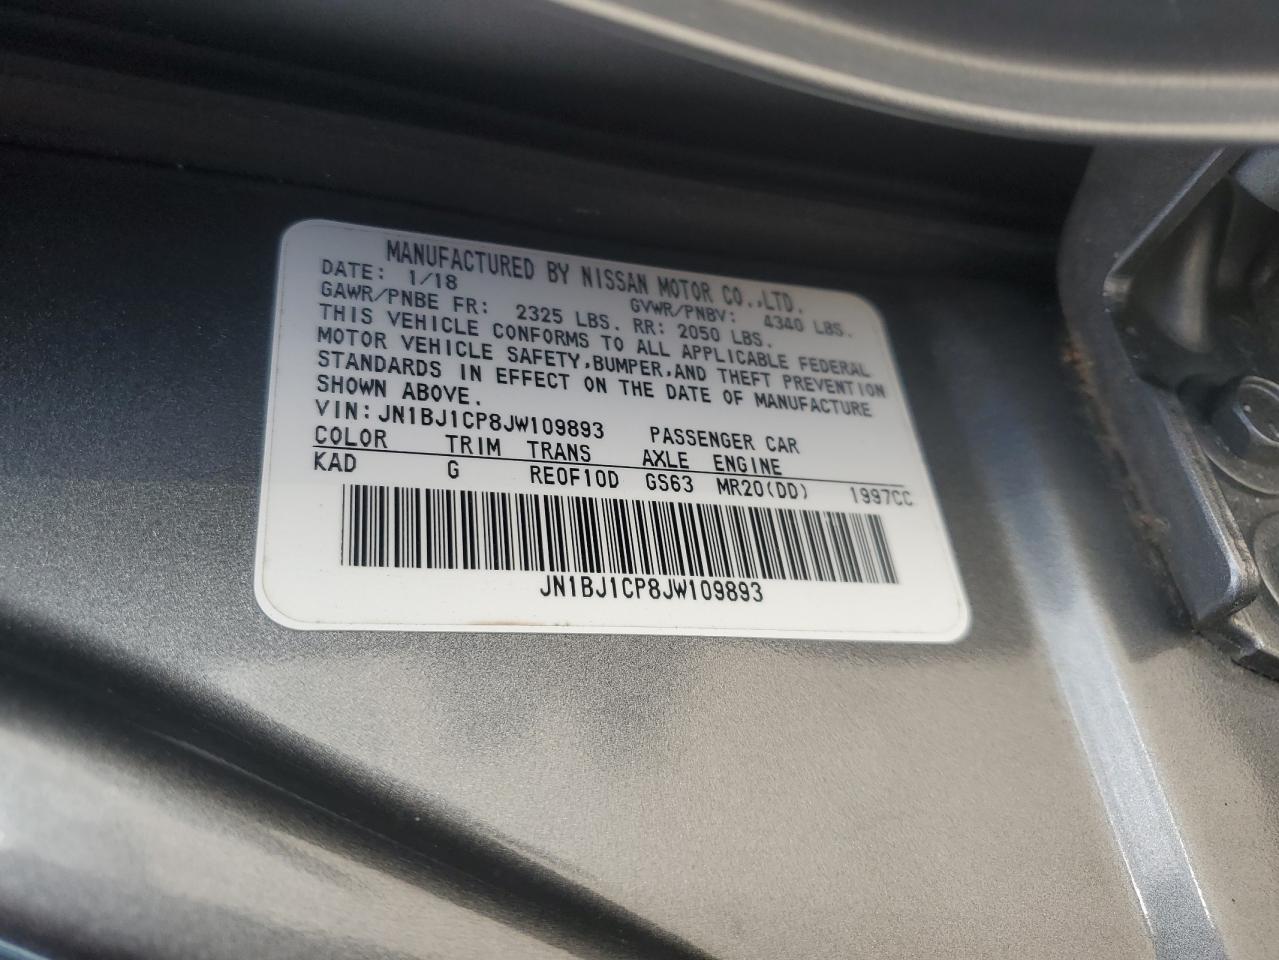 MANUFACTURED BY NISSAN MOTOR CO.,LTD.
DATE: 1/18 GVWR/PNBV: 4340 LBS.
GAWR/PNBE FR: 2325 LBS. RR: 2050 LBS.
THIS VEHICLE CONFORMS TO ALL APPLICABLE FEDERAL
MOTOR VEHICLE SAFETY,BUMPER,AND THEFT PREVENTION
STANDARDS IN EFFECT ON THE DATE OF MANUFACTURE
SHOWN ABOVE.
VIN:JN1BJ1CP8JW109893 PASSENGER CAR
COLOR TRIM TRANS AXLE ENGINE
KAD G RE0F10D GS63 MR20(DD) 1997CC
JN1BJ1CP8JW109893